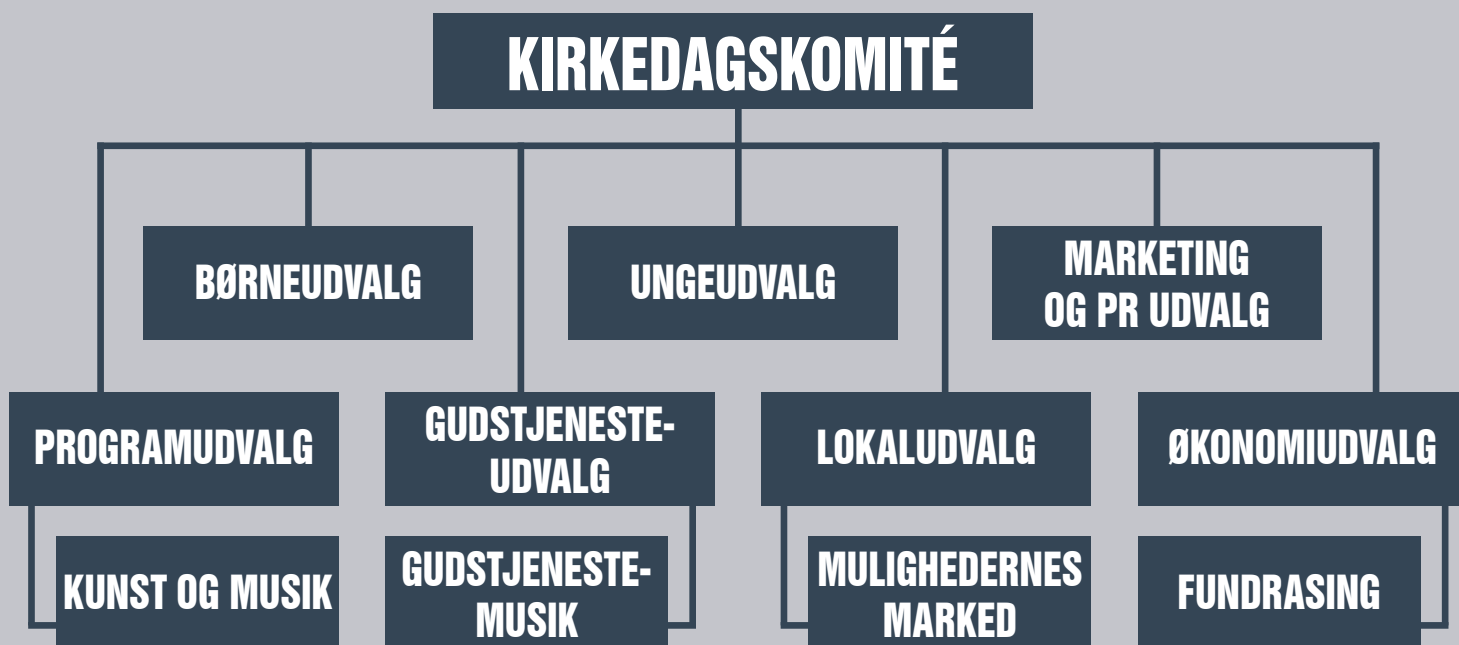 KIRKEDAGSKOMITÉ
BØRNEUDVALG
UNGEUDVALG
MARKETING
OG PR UDVALG
PROGRAMUDVALG
GUDSTJENESTE-
UDVALG
LOKALUDVALG
ØKONOMIUDVALG
KUNST OG MUSIK
GUDSTJENESTE-
MUSIK
MULIGHEDERNES
MARKED
FUNDRASING